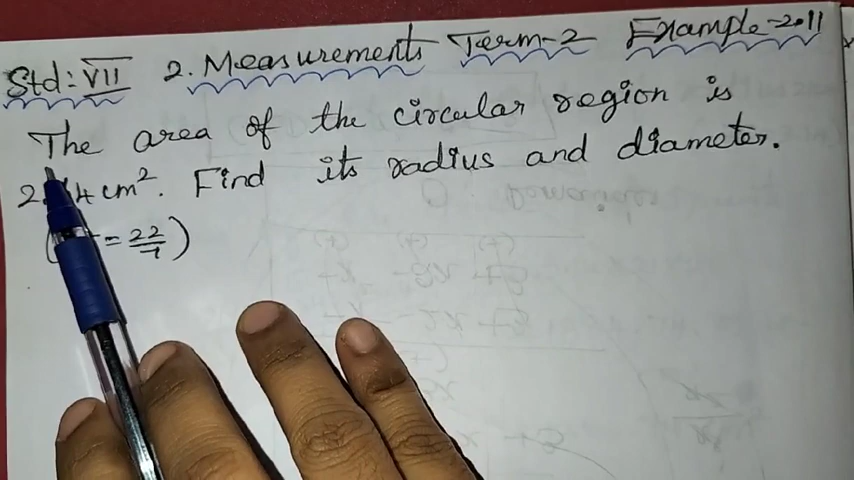 Std: VII 2. Measurements Term-2 Example-2.11
The area of the circular region is
cm². Find its radius and diameter.
= 22/7)